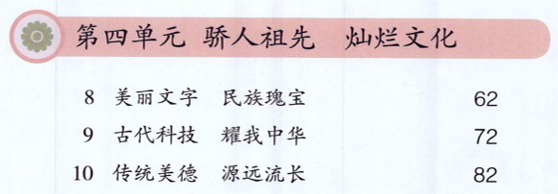 第四单元 骄人祖先 灿烂文化
8 美丽文字 民族瑰宝 62
9 古代科技 耀我中华 72
10 传统美德 源远流长 82